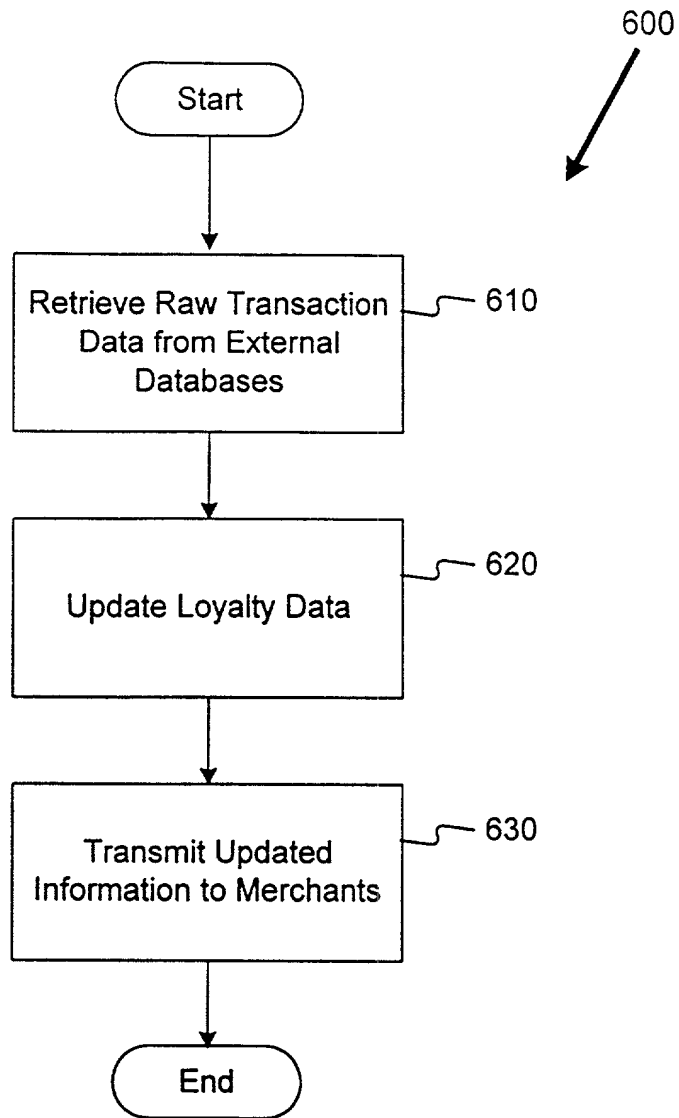 600
Start
Retrieve Raw Transaction
Data from External
Databases
610
Update Loyalty Data
620
Transmit Updated
Information to Merchants
630
End